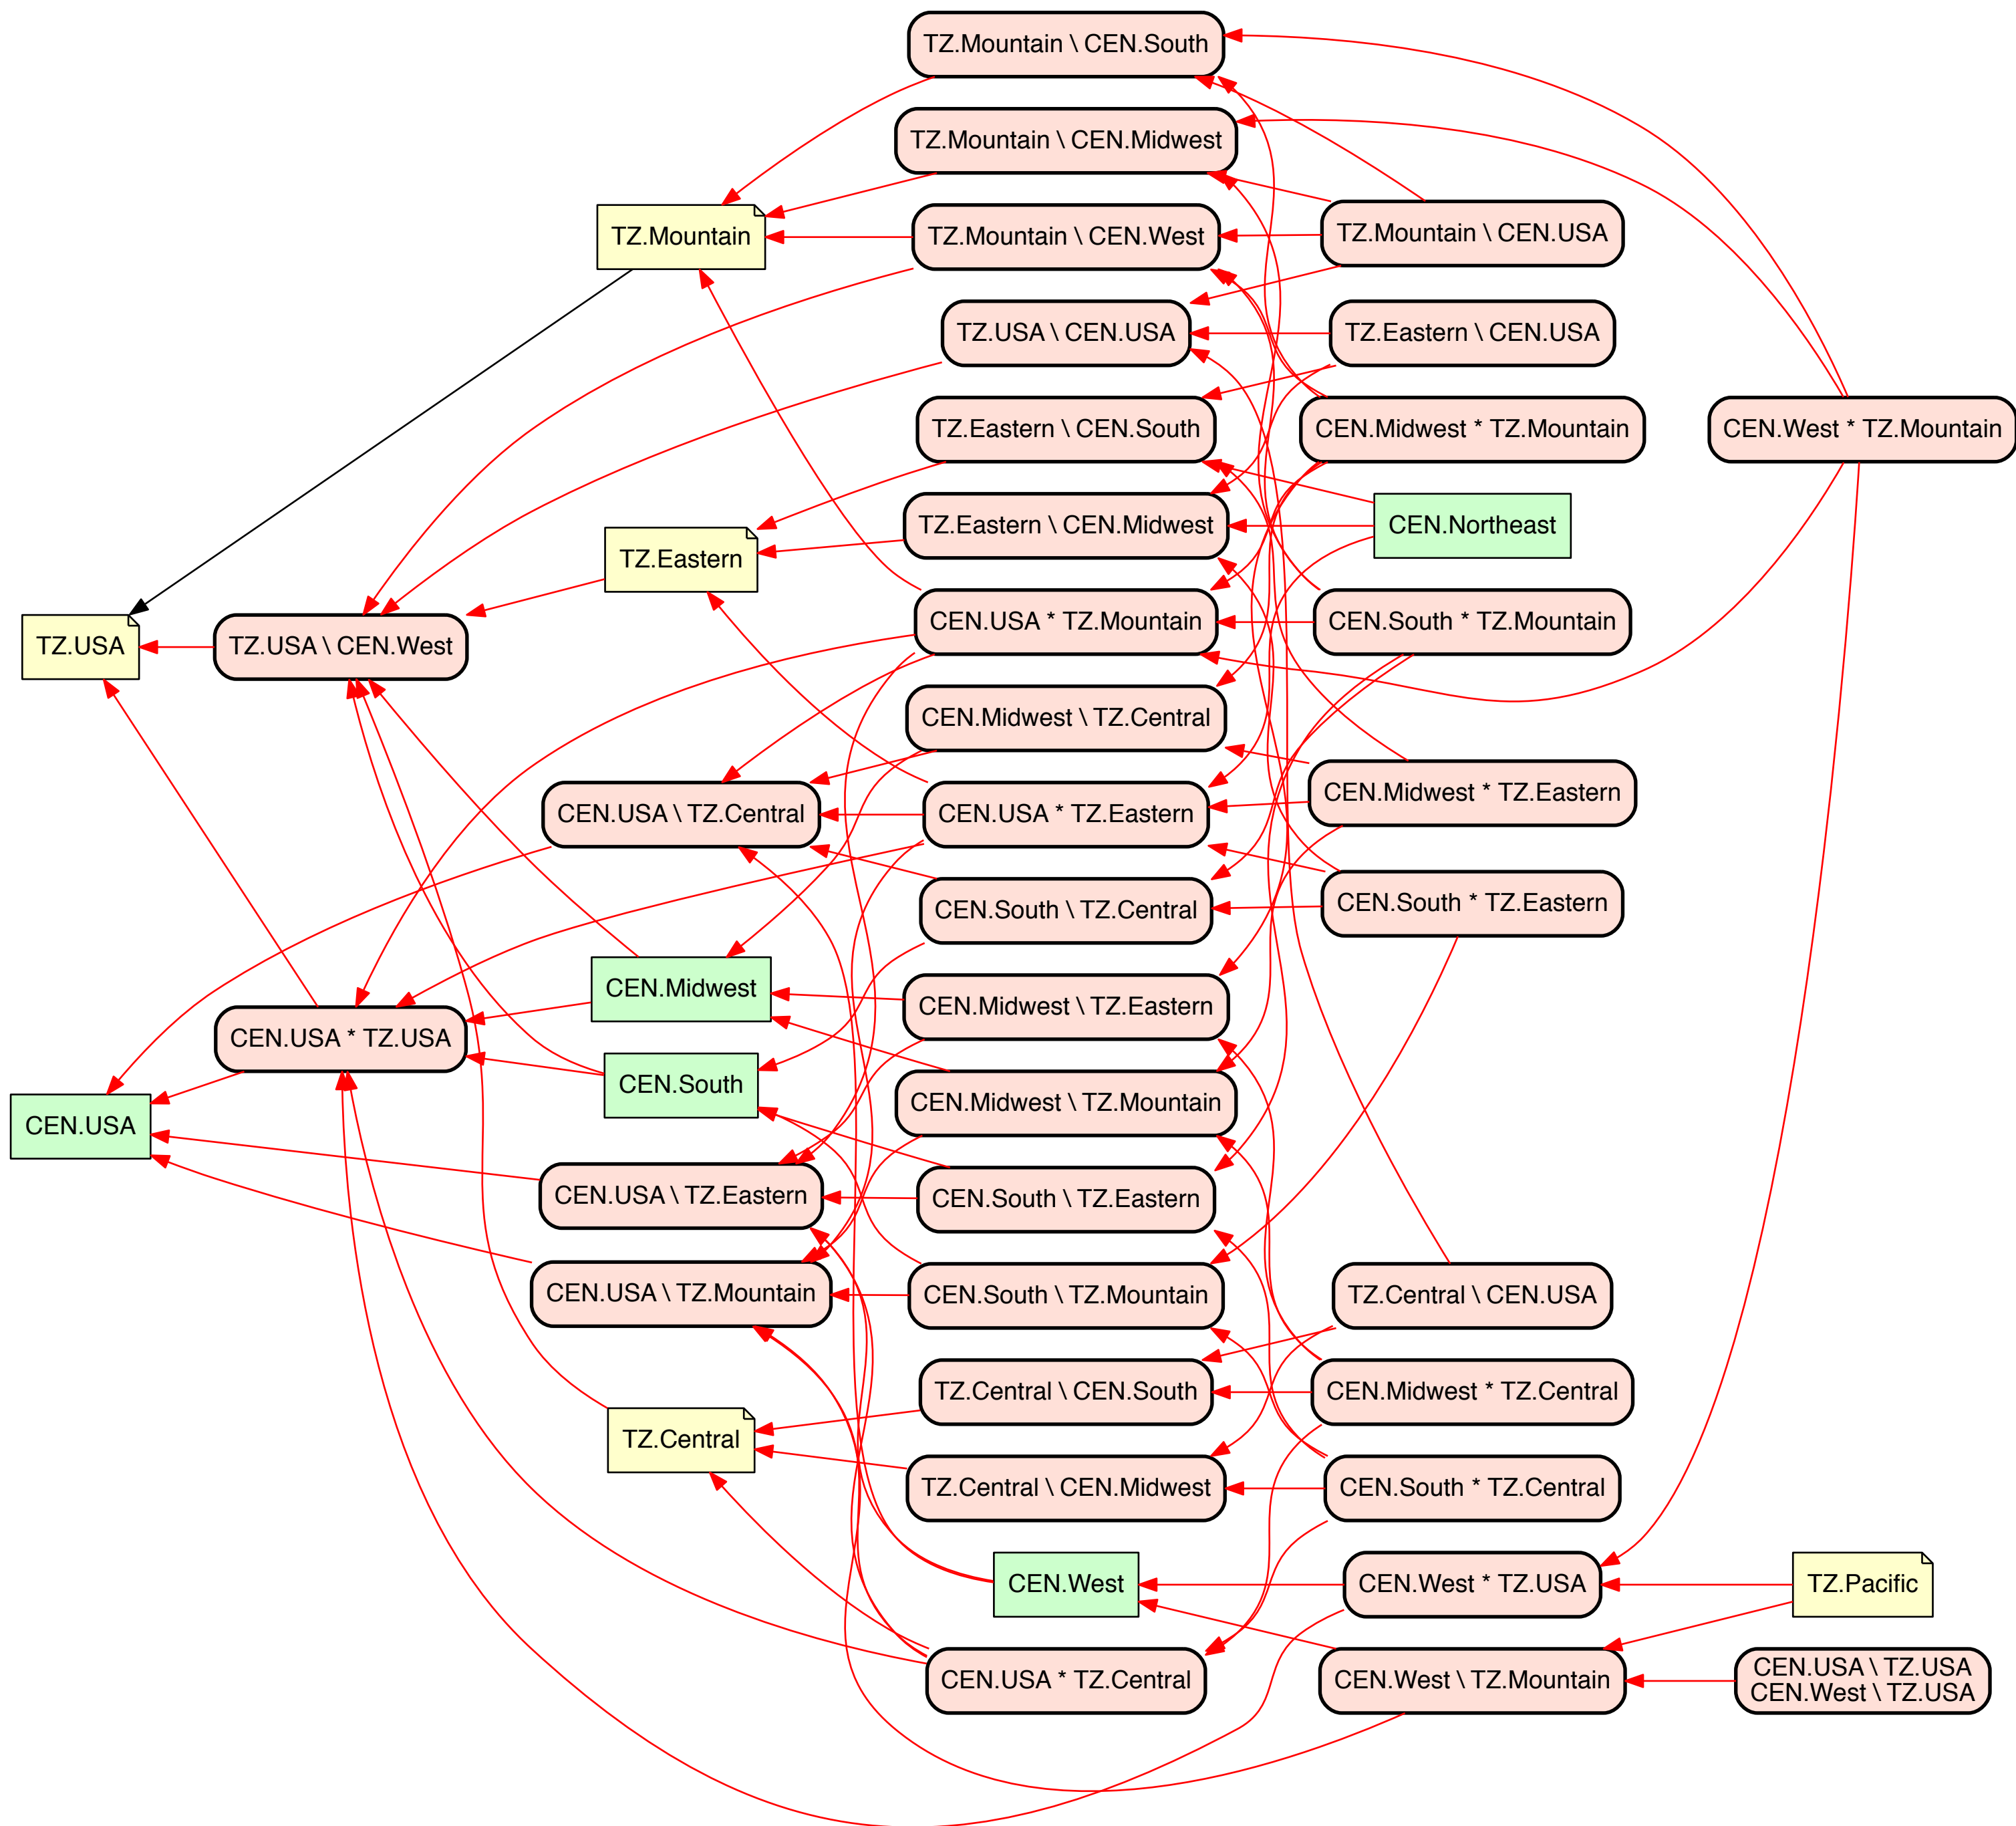 TZ.Mountain \ CEN.South
TZ.Mountain \ CEN.Midwest
TZ.Mountain
TZ.Mountain \ CEN.West
TZ.Mountain \ CEN.USA
TZ.USA \ CEN.USA
TZ.Eastern \ CEN.USA
TZ.Eastern \ CEN.South
CEN.Midwest * TZ.Mountain
CEN.West * TZ.Mountain
TZ.Eastern \ CEN.Midwest
CEN.Northeast
TZ.Eastern
CEN.USA * TZ.Mountain
CEN.South * TZ.Mountain
TZ.USA
TZ.USA \ CEN.West
CEN.Midwest \ TZ.Central
CEN.Midwest * TZ.Eastern
CEN.USA \ TZ.Central
CEN.USA * TZ.Eastern
CEN.South \ TZ.Central
CEN.South * TZ.Eastern
CEN.Midwest
CEN.Midwest \ TZ.Eastern
CEN.USA * TZ.USA
CEN.South
CEN.Midwest \ TZ.Mountain
CEN.USA
CEN.USA \ TZ.Eastern
CEN.South \ TZ.Eastern
CEN.USA \ TZ.Mountain
CEN.South \ TZ.Mountain
TZ.Central \ CEN.USA
TZ.Central \ CEN.South
CEN.Midwest * TZ.Central
TZ.Central
TZ.Central \ CEN.Midwest
CEN.South * TZ.Central
CEN.West
CEN.West * TZ.USA
TZ.Pacific
CEN.USA * TZ.Central
CEN.West \ TZ.Mountain
CEN.USA \ TZ.USA
CEN.West \ TZ.USA